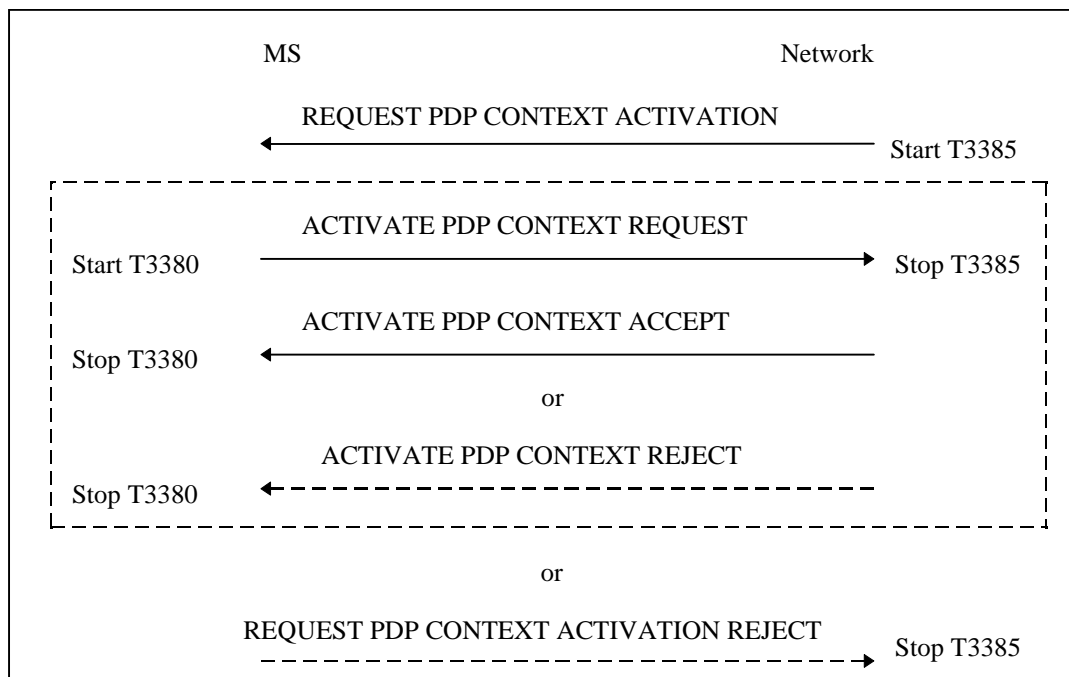 MS Network
REQUEST PDP CONTEXT ACTIVATION
Start T3385
ACTIVATE PDP CONTEXT REQUEST
Start T3380 Stop T3385
ACTIVATE PDP CONTEXT ACCEPT
Stop T3380
or
ACTIVATE PDP CONTEXT REJECT
Stop T3380
or
REQUEST PDP CONTEXT ACTIVATION REJECT
Stop T3385